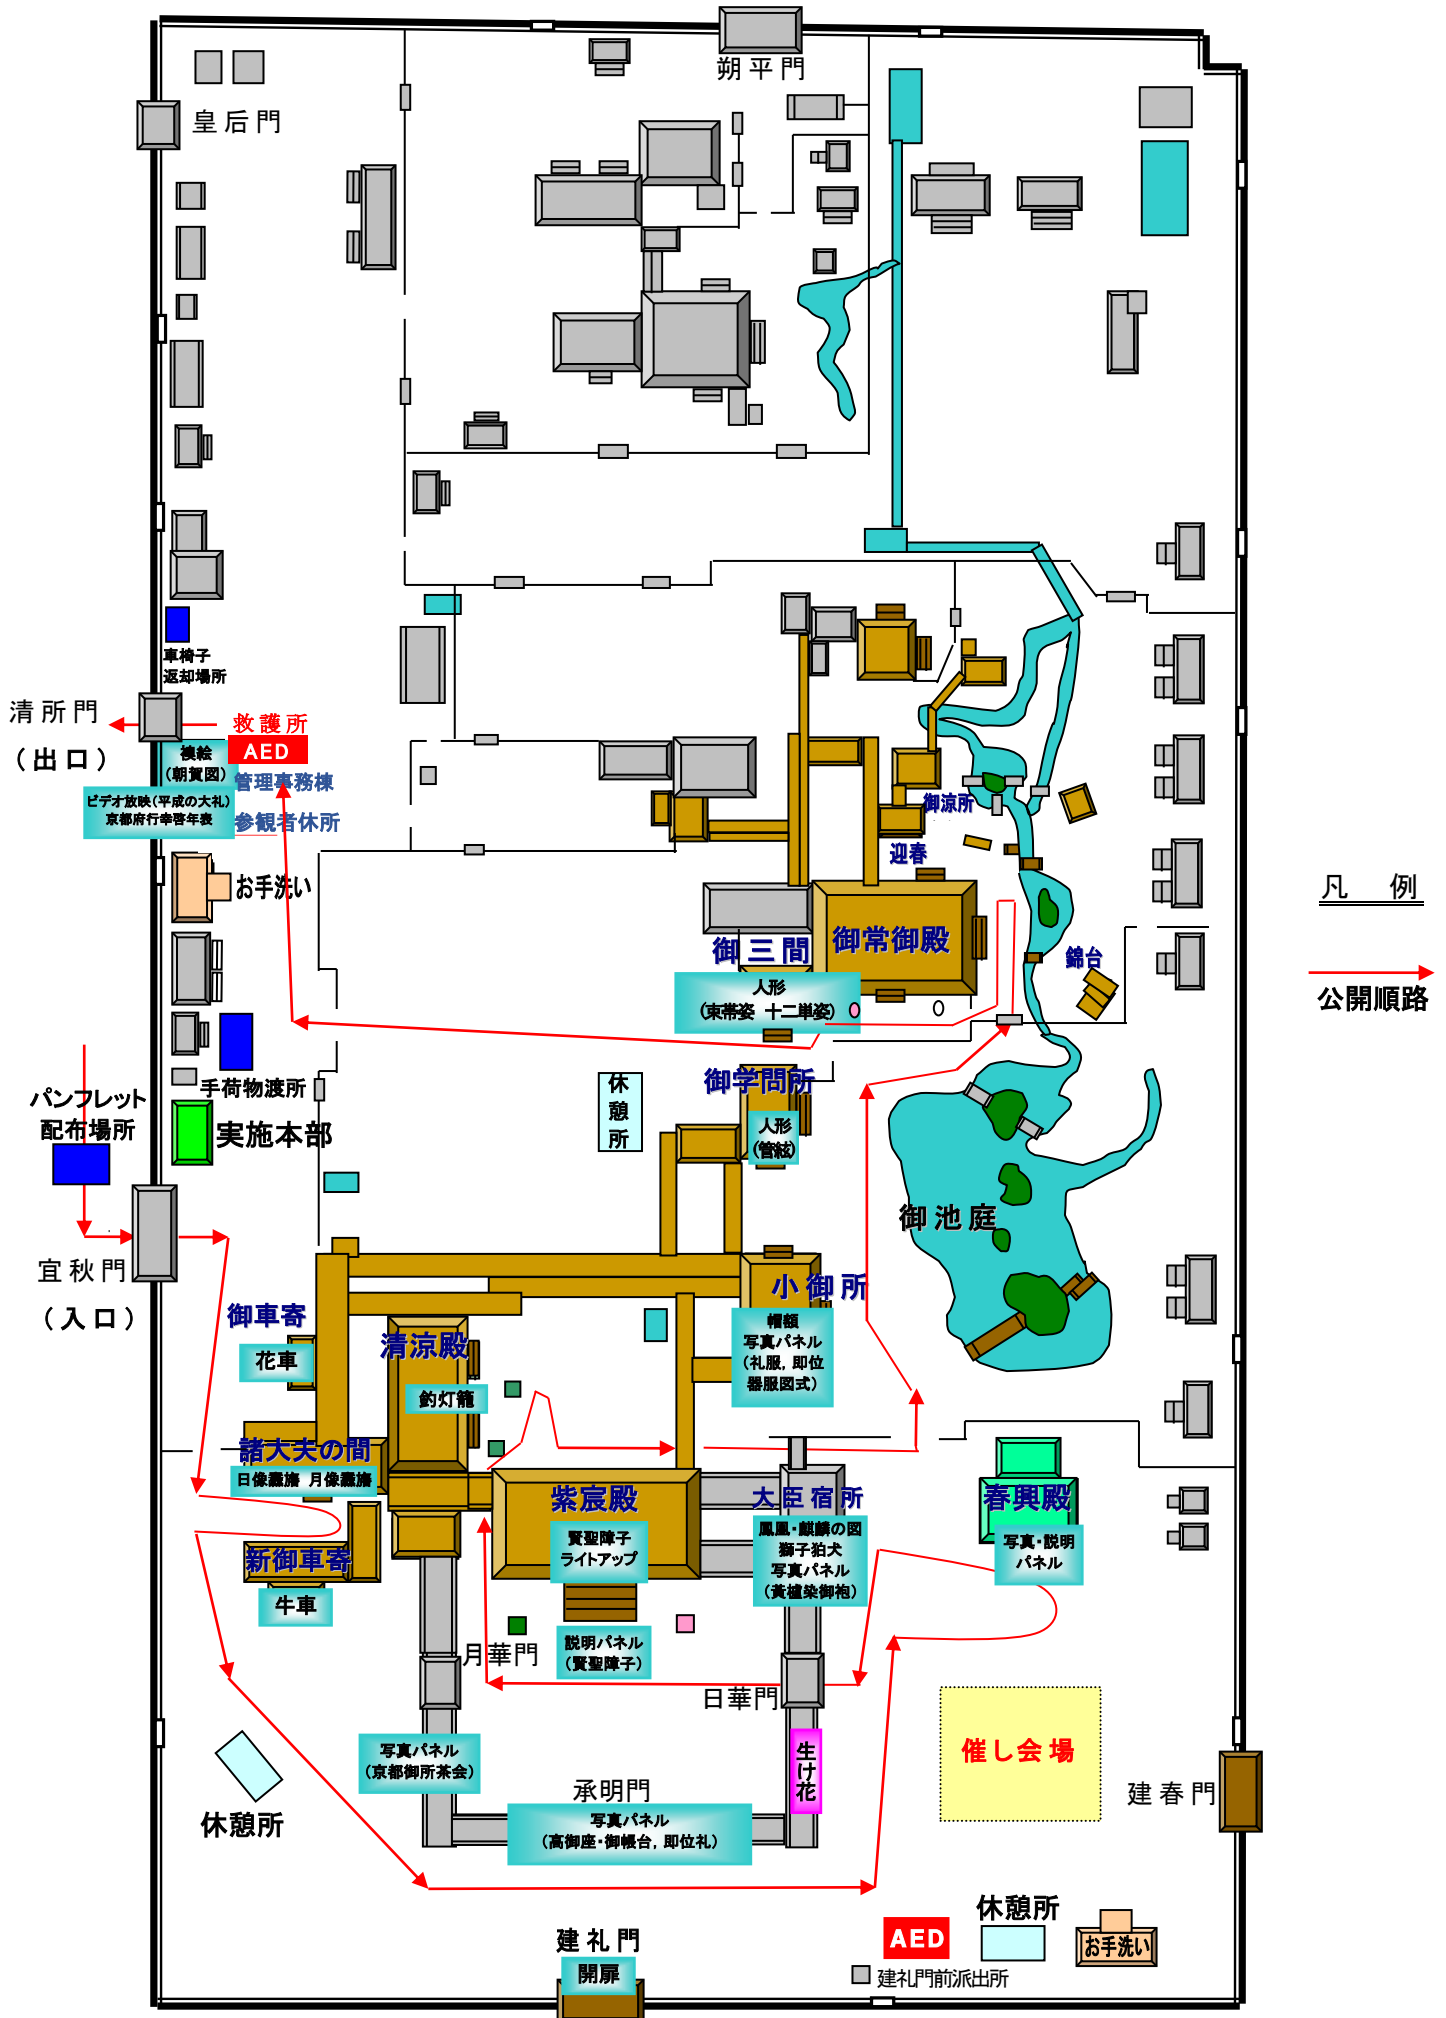 朔平門
皇后門
車椅子
返却場所
清所門
(出口)
救護所
AED
襖絵
(朝賀図)
管理事務棟
ビデオ放映(平成の大礼)
京都府行幸啓年表
参観者休所
お手洗い
御涼所
迎春
凡 例
公開順路
御常御殿
御三間
人形
(束帯姿 十二単姿)
錦台
手荷物渡所
パンフレット
配布場所
実施本部
休
憩
所
御学問所
人形
(管絃)
御池庭
宜秋門
(入口)
御車寄
花車
清涼殿
釣灯籠
小御所
帽額
写真パネル
(礼服，即位
器服図式)
諸大夫の間
日像纛旛 月像纛旛
新御車寄
牛車
紫宸殿
賢聖障子
ライトアップ
大臣宿所
鳳凰・麒麟の図
獅子狛犬
写真パネル
(黃櫨染御袍)
春興殿
写真・説明
パネル
月華門
説明パネル
(賢聖障子)
日華門
写真パネル
(京都御所茶会)
生け花
催し会場
承明門
写真パネル
(高御座・御帳台，即位礼)
建春門
休憩所
建礼門
開扉
AED
休憩所
お手洗い
建礼門前派出所